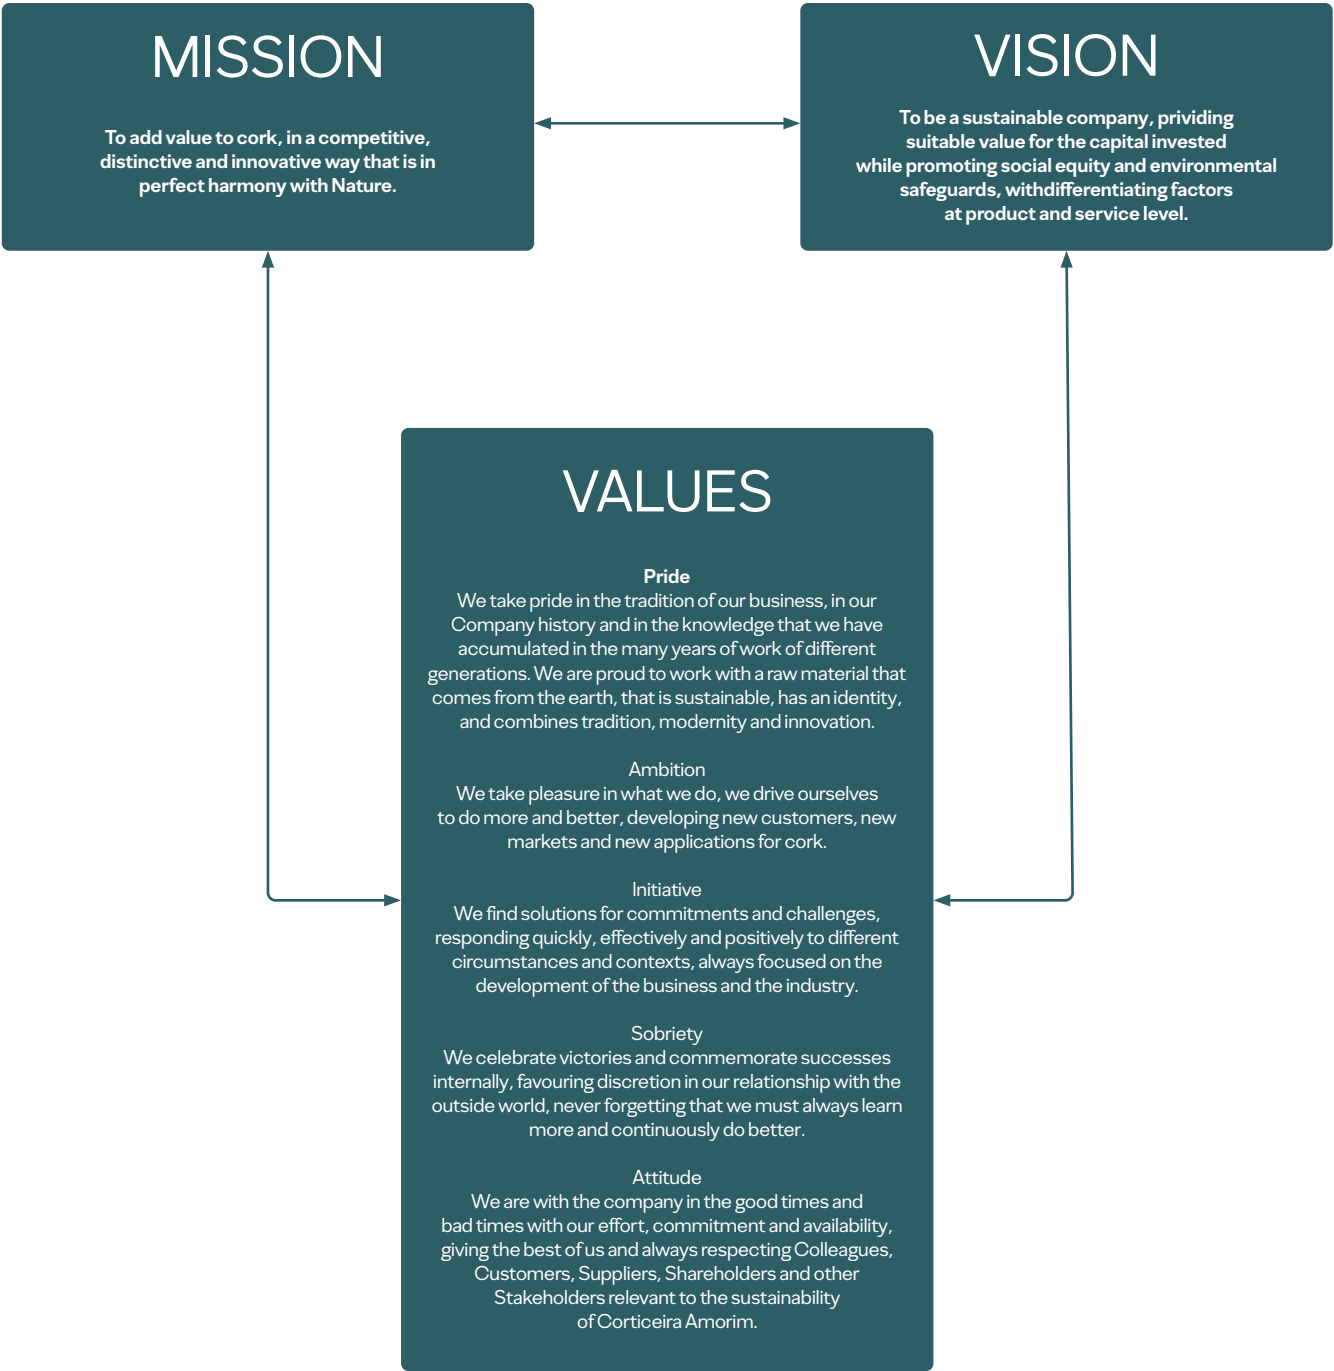 MISSION
To add value to cork, in a competitive,
distinctive and innovative way that is in
perfect harmony with Nature.
VISION
To be a sustainable company, prividing
suitable value for the capital invested
while promoting social equity and environmental
safeguards, withdifferentiating factors
at product and service level.
VALUES
Pride
We take pride in the tradition of our business, in our
Company history and in the knowledge that we have
accumulated in the many years of work of different
generations. We are proud to work with a raw material that
comes from the earth, that is sustainable, has an identity,
and combines tradition, modernity and innovation.
Ambition
We take pleasure in what we do, we drive ourselves
to do more and better, developing new customers, new
markets and new applications for cork.
Initiative
We find solutions for commitments and challenges,
responding quickly, effectively and positively to different
circumstances and contexts, always focused on the
development of the business and the industry.
Sobriety
We celebrate victories and commemorate successes
internally, favouring discretion in our relationship with the
outside world, never forgetting that we must always learn
more and continuously do better.
Attitude
We are with the company in the good times and
bad times with our effort, commitment and availability,
giving the best of us and always respecting Colleagues,
Customers, Suppliers, Shareholders and other
Stakeholders relevant to the sustainability
of Corticeira Amorim.